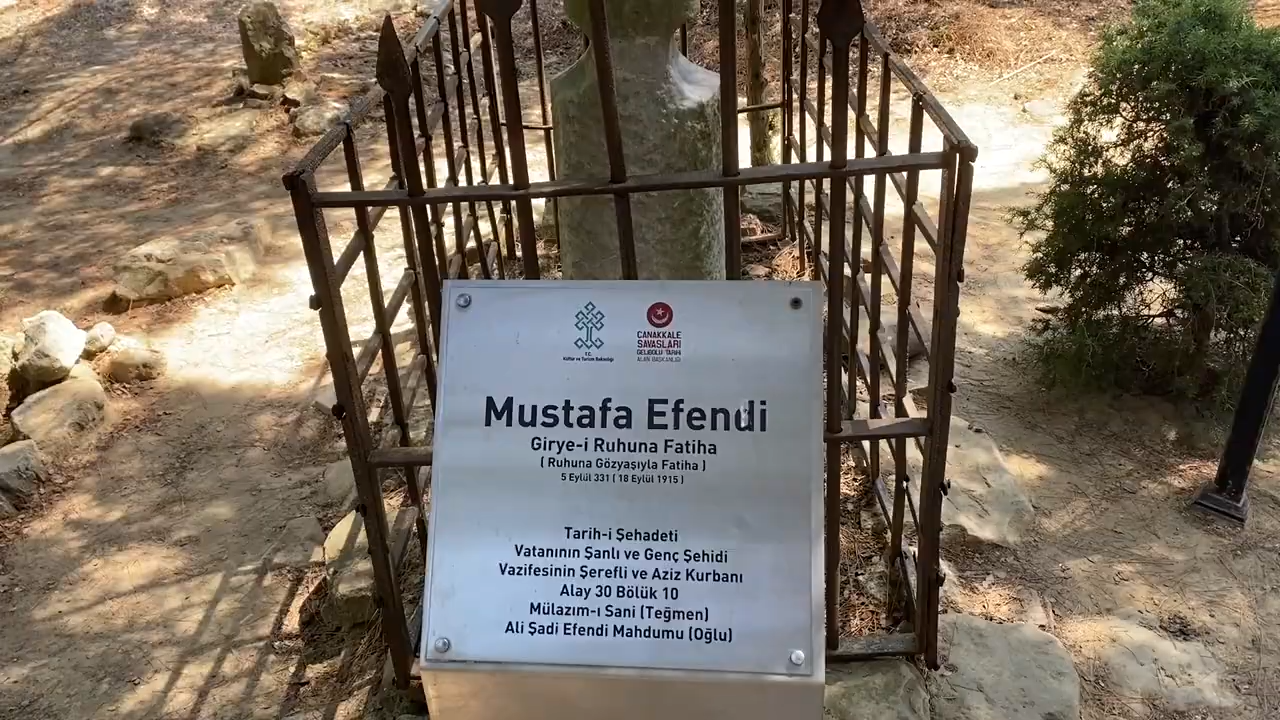 T.C.
Kültür ve Turizm Bakanlığı
ÇANAKKALE
SAVAŞLARI
GELİBOLU TARİHİ
ALAN BAŞKANLIĞI
Mustafa Efendi
Girye-i Ruhuna Fatiha
( Ruhuna Gözyaşıyla Fatiha )
5 Eylül 331 ( 18 Eylül 1915 )
Tarih-i Şehadeti
Vatanının Şanlı ve Genç Şehidi
Vazifesinin Şerefli ve Aziz Kurbanı
Alay 30 Bölük 10
Mülazım-ı Sani (Teğmen)
Ali Şadi Efendi Mahdumu (Oğlu)